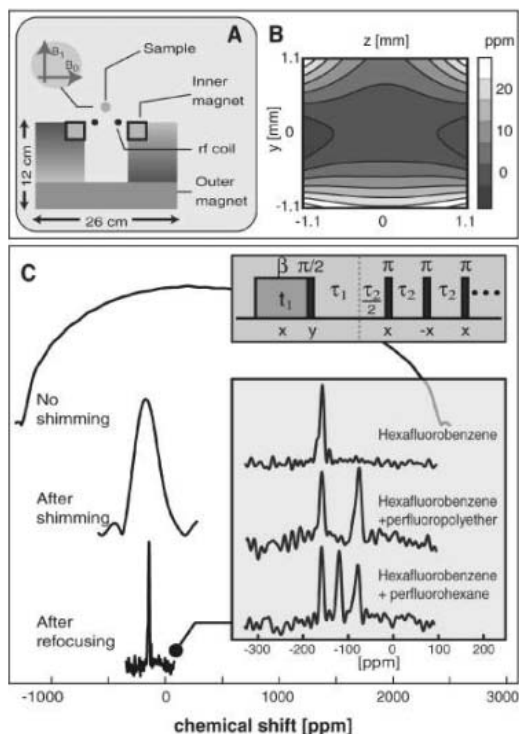 A
Sample
B₁
B₀
Inner
magnet
rf coil
Outer
magnet
12 cm
26 cm
B
z [mm]
ppm
1.1
1.1
y [mm]
0
-1.1
-1.1
0
1.1
20
10
0
C
β π/2 π π π
t₁ τ₁ τ₂/2 τ₂ τ₂
x y x -x x
No
shimming
After
shimming
After
refocusing
Hexafluorobenzene
Hexafluorobenzene
+perfluoropolyether
Hexafluorobenzene
+ perfluorohexane
-300 -200 -100 0 100 200
[ppm]
-1000 0 1000 2000 3000
chemical shift [ppm]